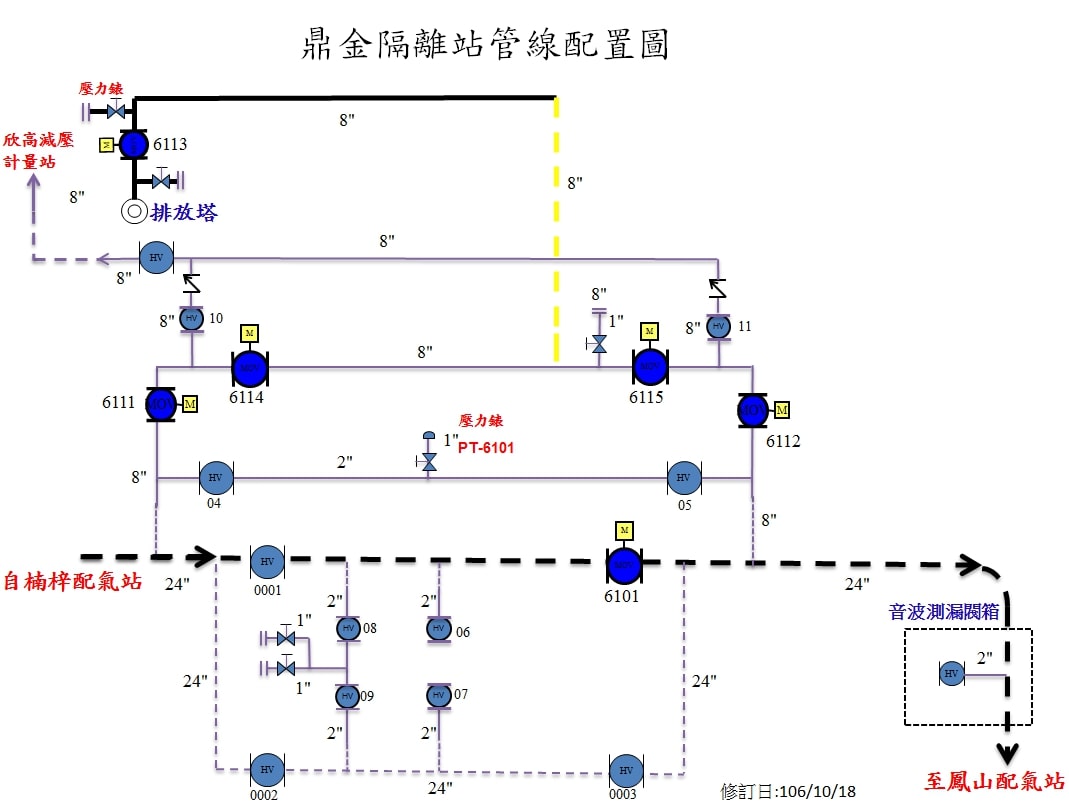 鼎金隔離站管線配置圖
壓力錶
8"
M
6113
欣高減壓
計量站
8"
8"
排放塔
8"
HV
8"
8"
1"
8"
HV
10
M
M
8"
HV
11
8"
MOV
MOV
6114
6115
6111
MOV
M
MOV
M
6112
壓力錶
1"
PT-6101
2"
8"
HV
HV
04
05
8"
M
HV
MOV
自楠梓配氣站
24"
0001
6101
24"
音波測漏閥箱
2"
2"
1"
HV
08
HV
06
2"
HV
24"
1"
24"
HV
09
HV
07
2"
2"
HV
HV
0002
24"
0003
至鳳山配氣站
修訂日:106/10/18